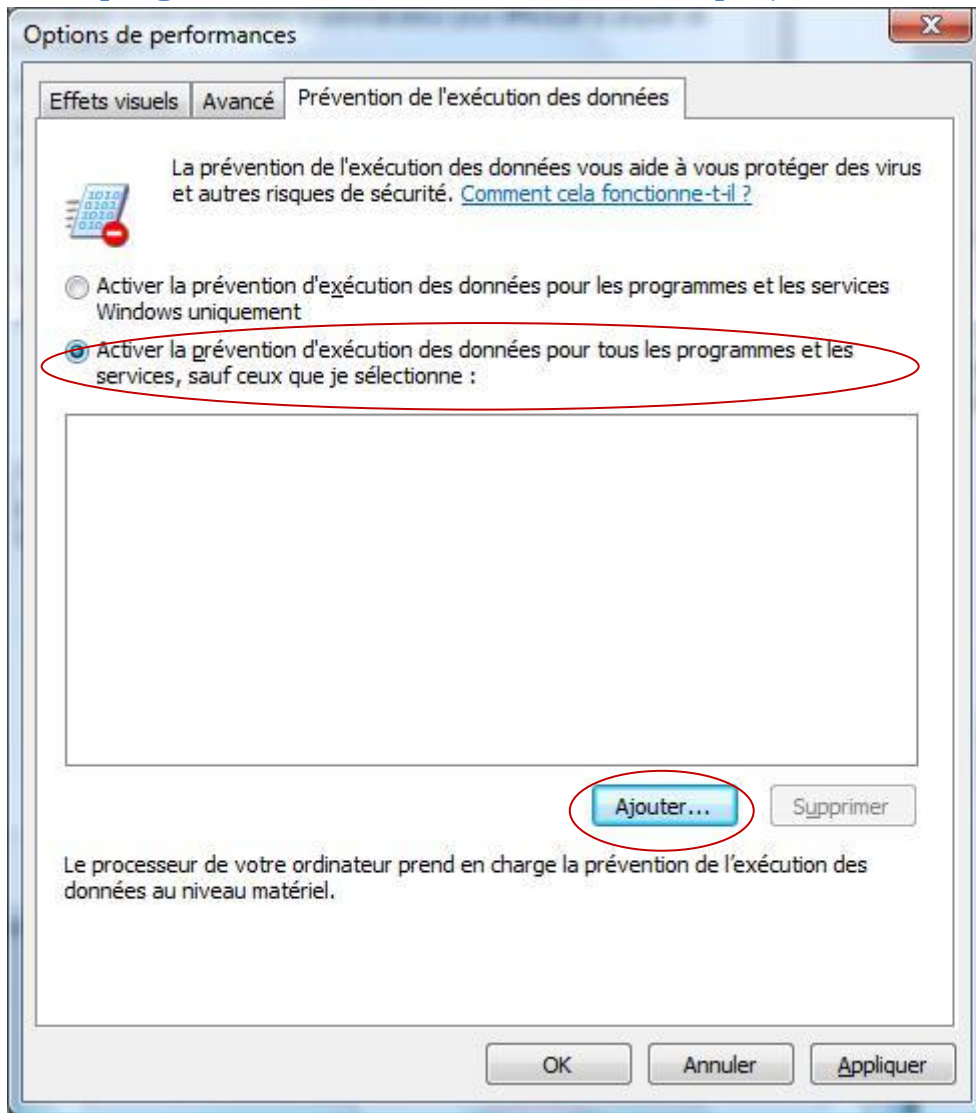 Options de performances
Effets visuels Avancé Prévention de l'exécution des données
La prévention de l'exécution des données vous aide à vous protéger des virus
et autres risques de sécurité. Comment cela fonctionne-t-il ?
Activer la prévention d'exécution des données pour les programmes et les services
Windows uniquement
Activer la prévention d'exécution des données pour tous les programmes et les
services, sauf ceux que je sélectionne :
Ajouter... Supprimer
Le processeur de votre ordinateur prend en charge la prévention de l'exécution des
données au niveau matériel.
OK Annuler Appliquer